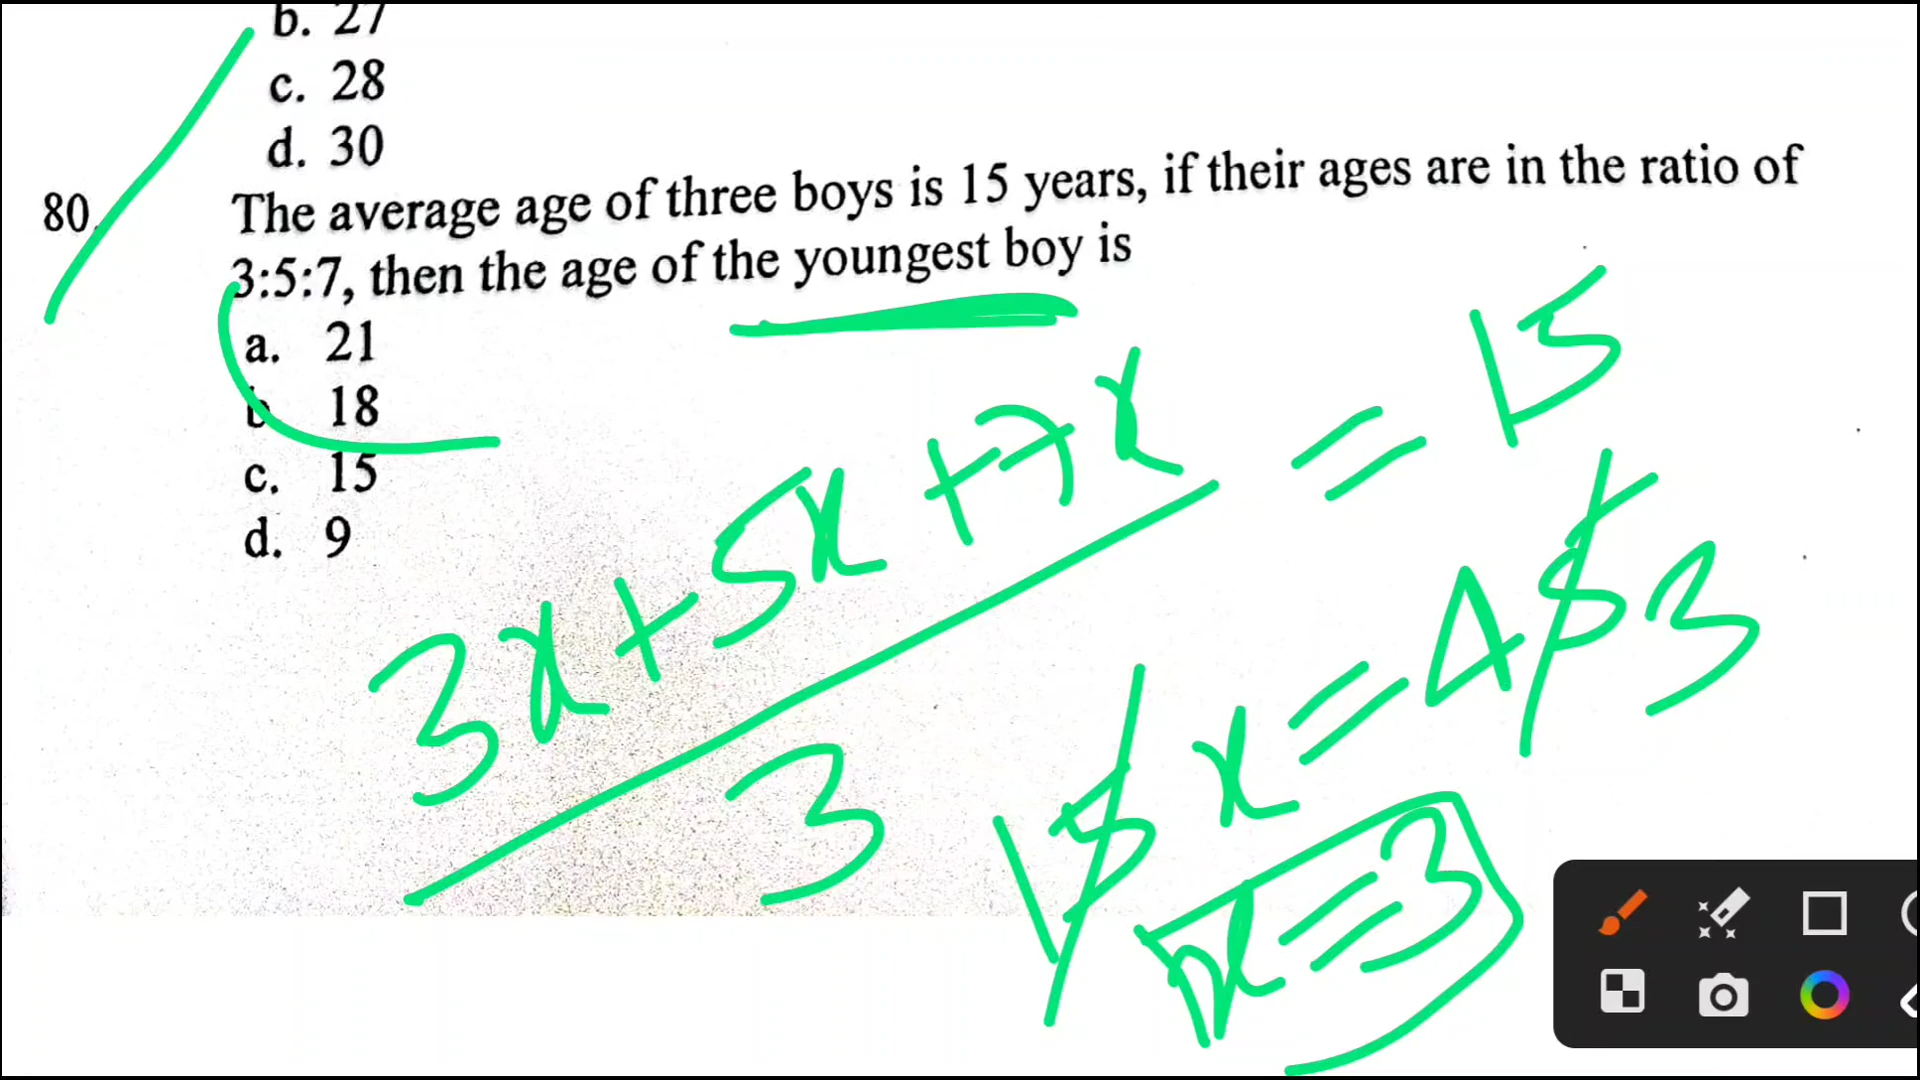 b. 27
c. 28
d. 30
80.
The average age of three boys is 15 years, if their ages are in the ratio of
3:5:7, then the age of the youngest boy is
a. 21
b 18
c. 15
d. 9
3x+5x+7x = 15
3
15x=45 3
x=3